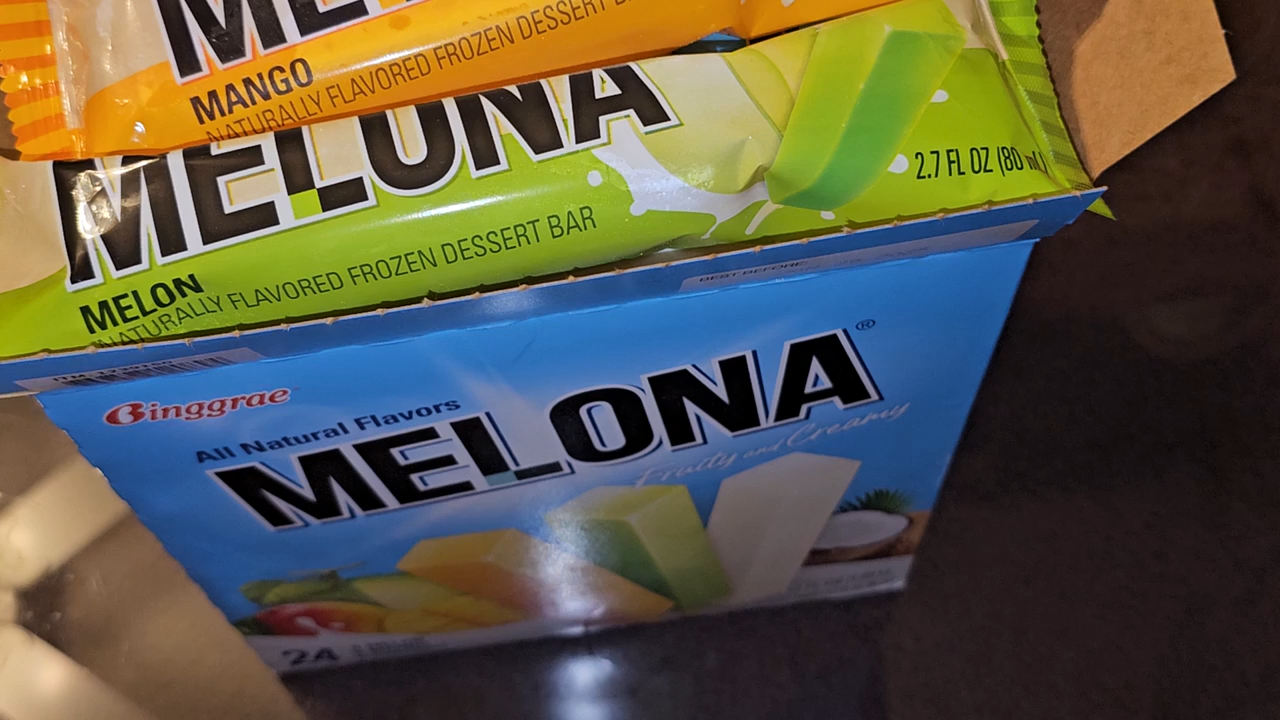 MANGO
NATURALLY FLAVORED FROZEN DESSERT
MELONA
2.7 FL OZ (80 mL)
MELON
NATURALLY FLAVORED FROZEN DESSERT BAR
BEST BEFORE
Binggrae
All Natural Flavors
MELONA®
Fruity and Creamy
24